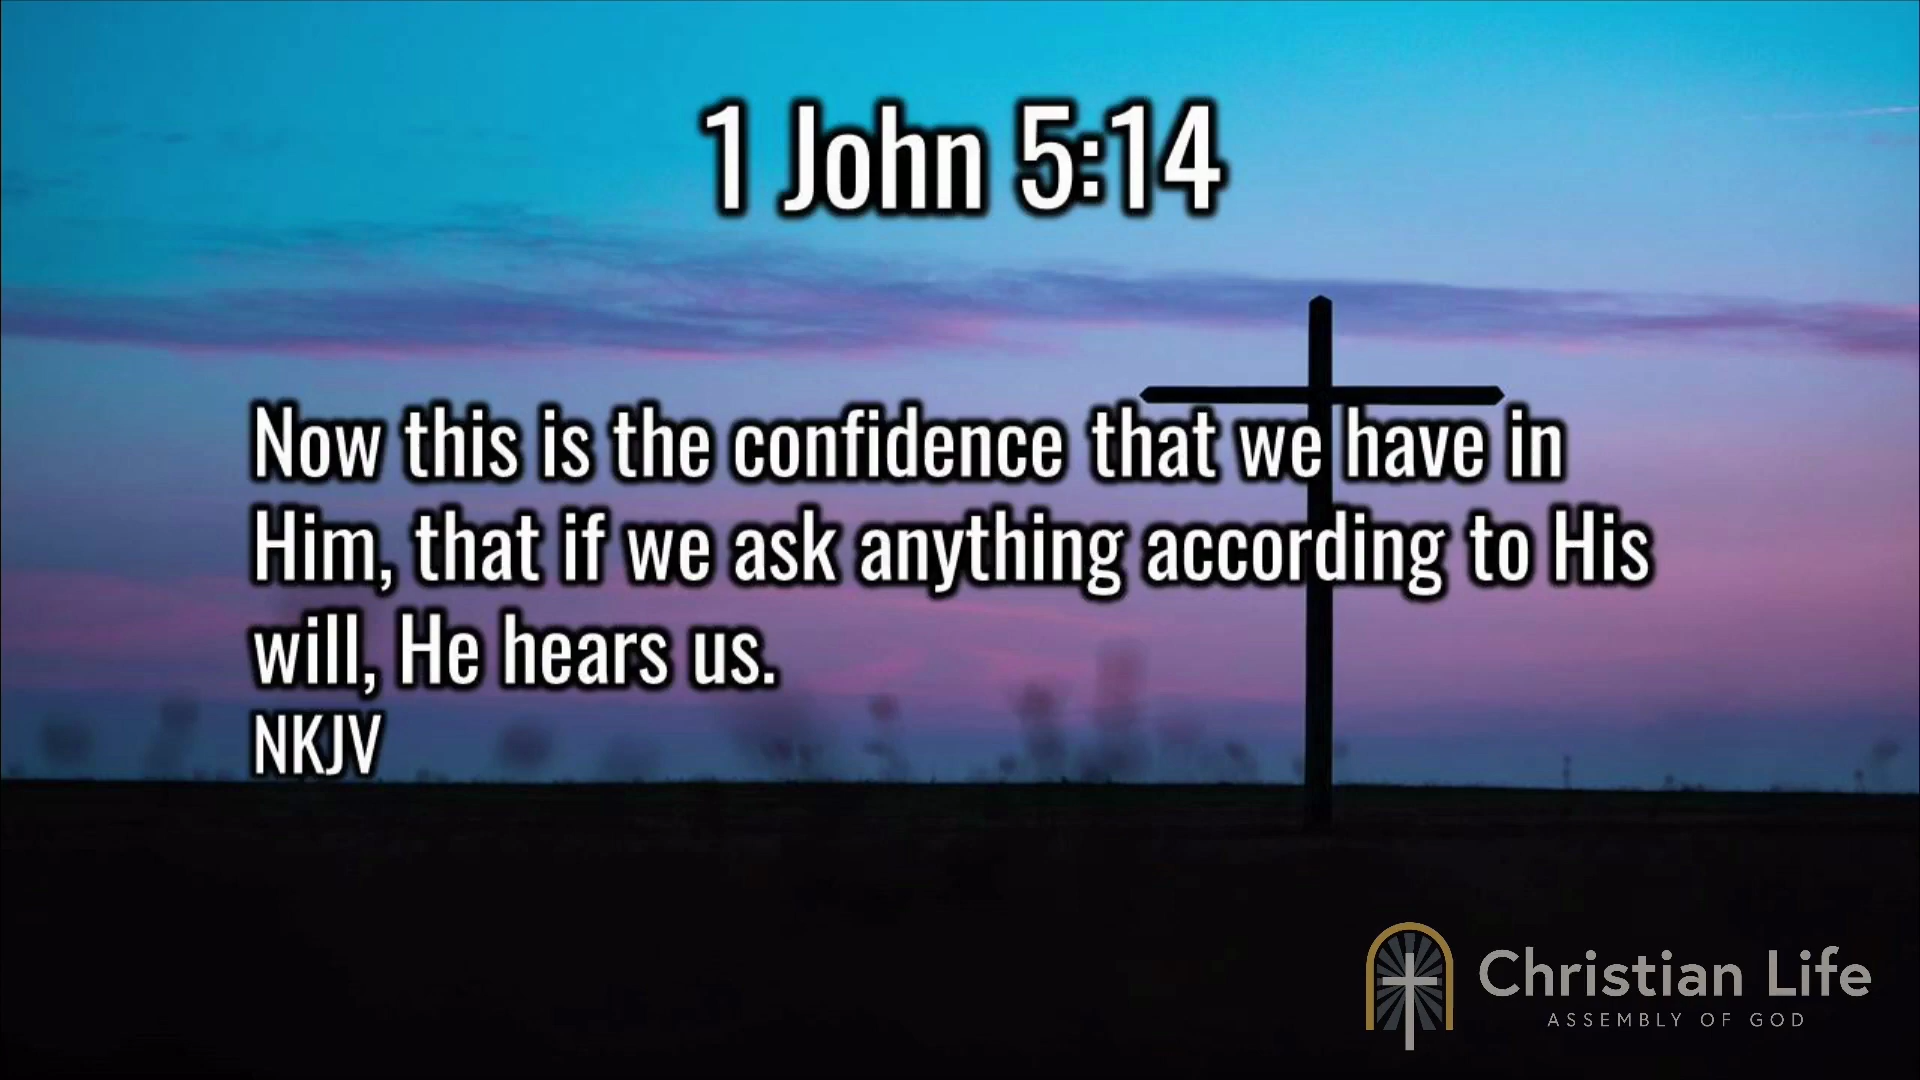 1 John 5:14
Now this is the confidence that we have in
Him, that if we ask anything according to His
will, He hears us.
NKJV
Christian Life
ASSEMBLY OF GOD